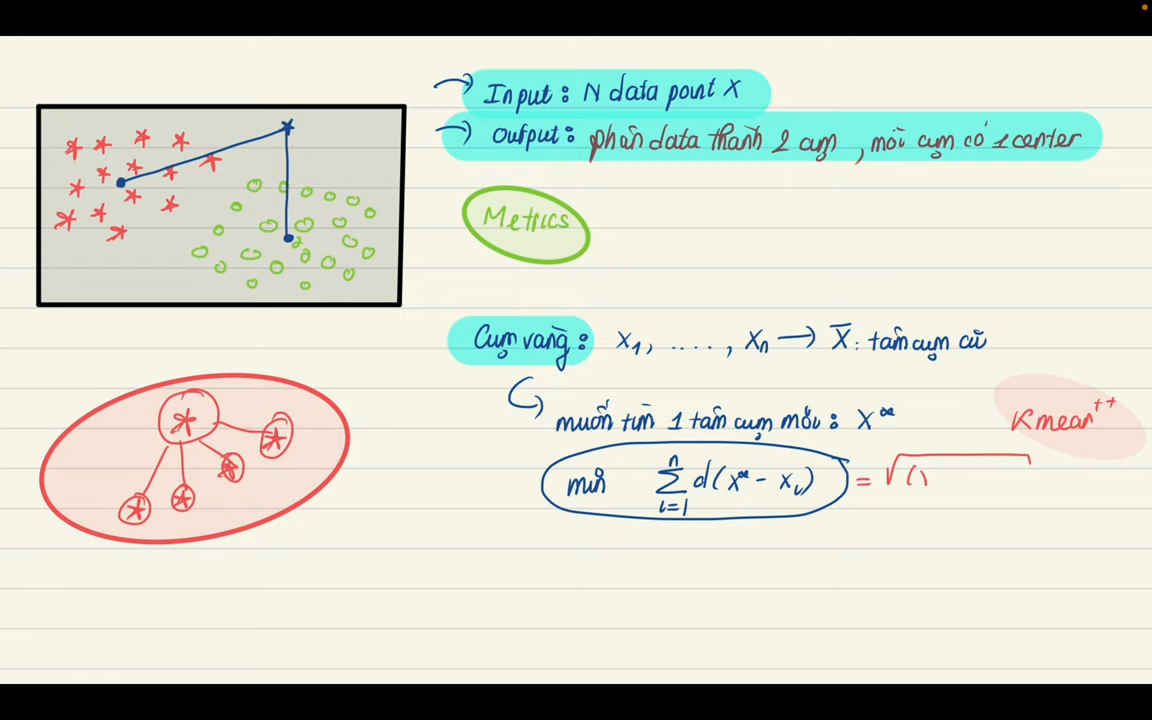 Input: N data point X
Output: phân data thành 2 cụm, mỗi cụm có 1 center
Metrics
Cụm vàng: x1, ...., xn → X̄: tâm cụm cũ
muốn tìm 1 tâm cụm mới: X*
Kmean++
min Σ i=1 n d(x* - xi) = √(